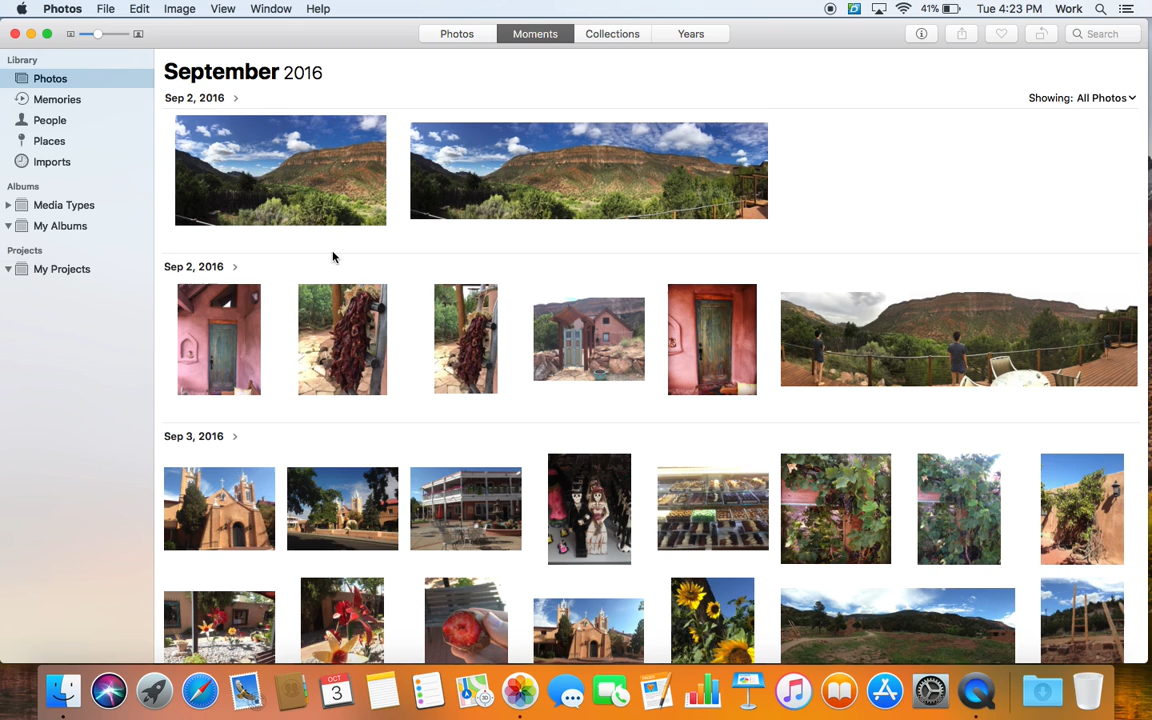 Photos File Edit Image View Window Help 41% Tue 4:23 PM Work
Photos Moments Collections Years Search
Library
Photos
Memories
People
Places
Imports
Albums
Media Types
My Albums
Projects
My Projects
September 2016
Sep 2, 2016 > Showing: All Photos
Sep 2, 2016 >
Sep 3, 2016 >
OCT
3